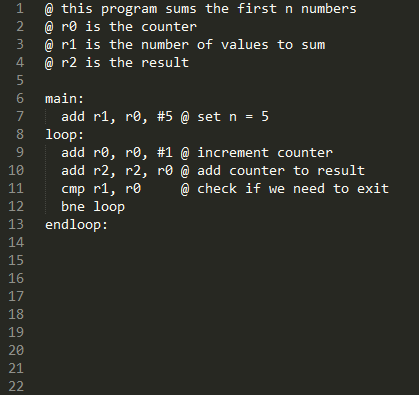 1 @ this program sums the first n numbers
2 @ r0 is the counter
3 @ r1 is the number of values to sum
4 @ r2 is the result
5
6 main:
7   add r1, r0, #5 @ set n = 5
8 loop:
9   add r0, r0, #1 @ increment counter
10   add r2, r2, r0 @ add counter to result
11   cmp r1, r0     @ check if we need to exit
12   bne loop
13 endloop:
14
15
16
17
18
19
20
21
22